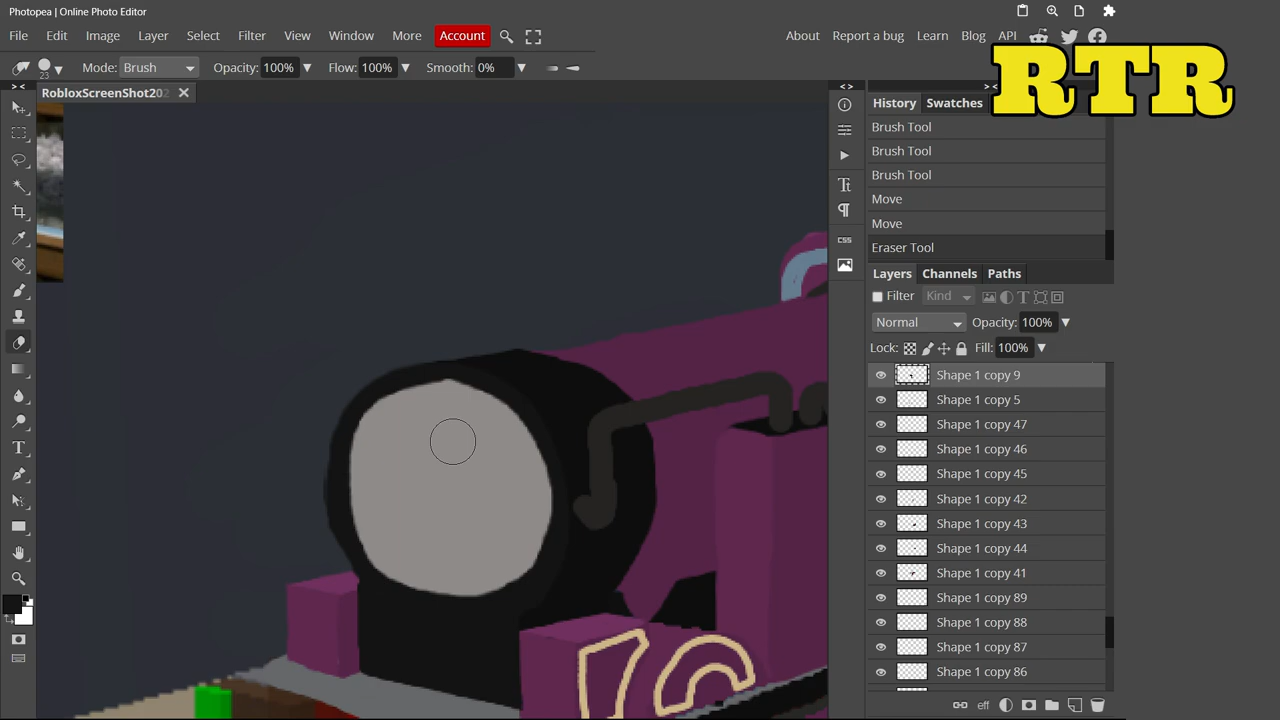 Photopea | Online Photo Editor
File Edit Image Layer Select Filter View Window More Account About Report a bug Learn Blog API
RTR
23 Mode: Brush Opacity: 100% Flow: 100% Smooth: 0%
RobloxScreenShot202
History Swatches
Brush Tool
Brush Tool
Brush Tool
Move
Move
Eraser Tool
Layers Channels Paths
Filter Kind
Normal Opacity: 100%
Lock: Fill: 100%
Shape 1 copy 9
Shape 1 copy 5
Shape 1 copy 47
Shape 1 copy 46
Shape 1 copy 45
Shape 1 copy 42
Shape 1 copy 43
Shape 1 copy 44
Shape 1 copy 41
Shape 1 copy 89
Shape 1 copy 88
Shape 1 copy 87
Shape 1 copy 86
CSS
eff